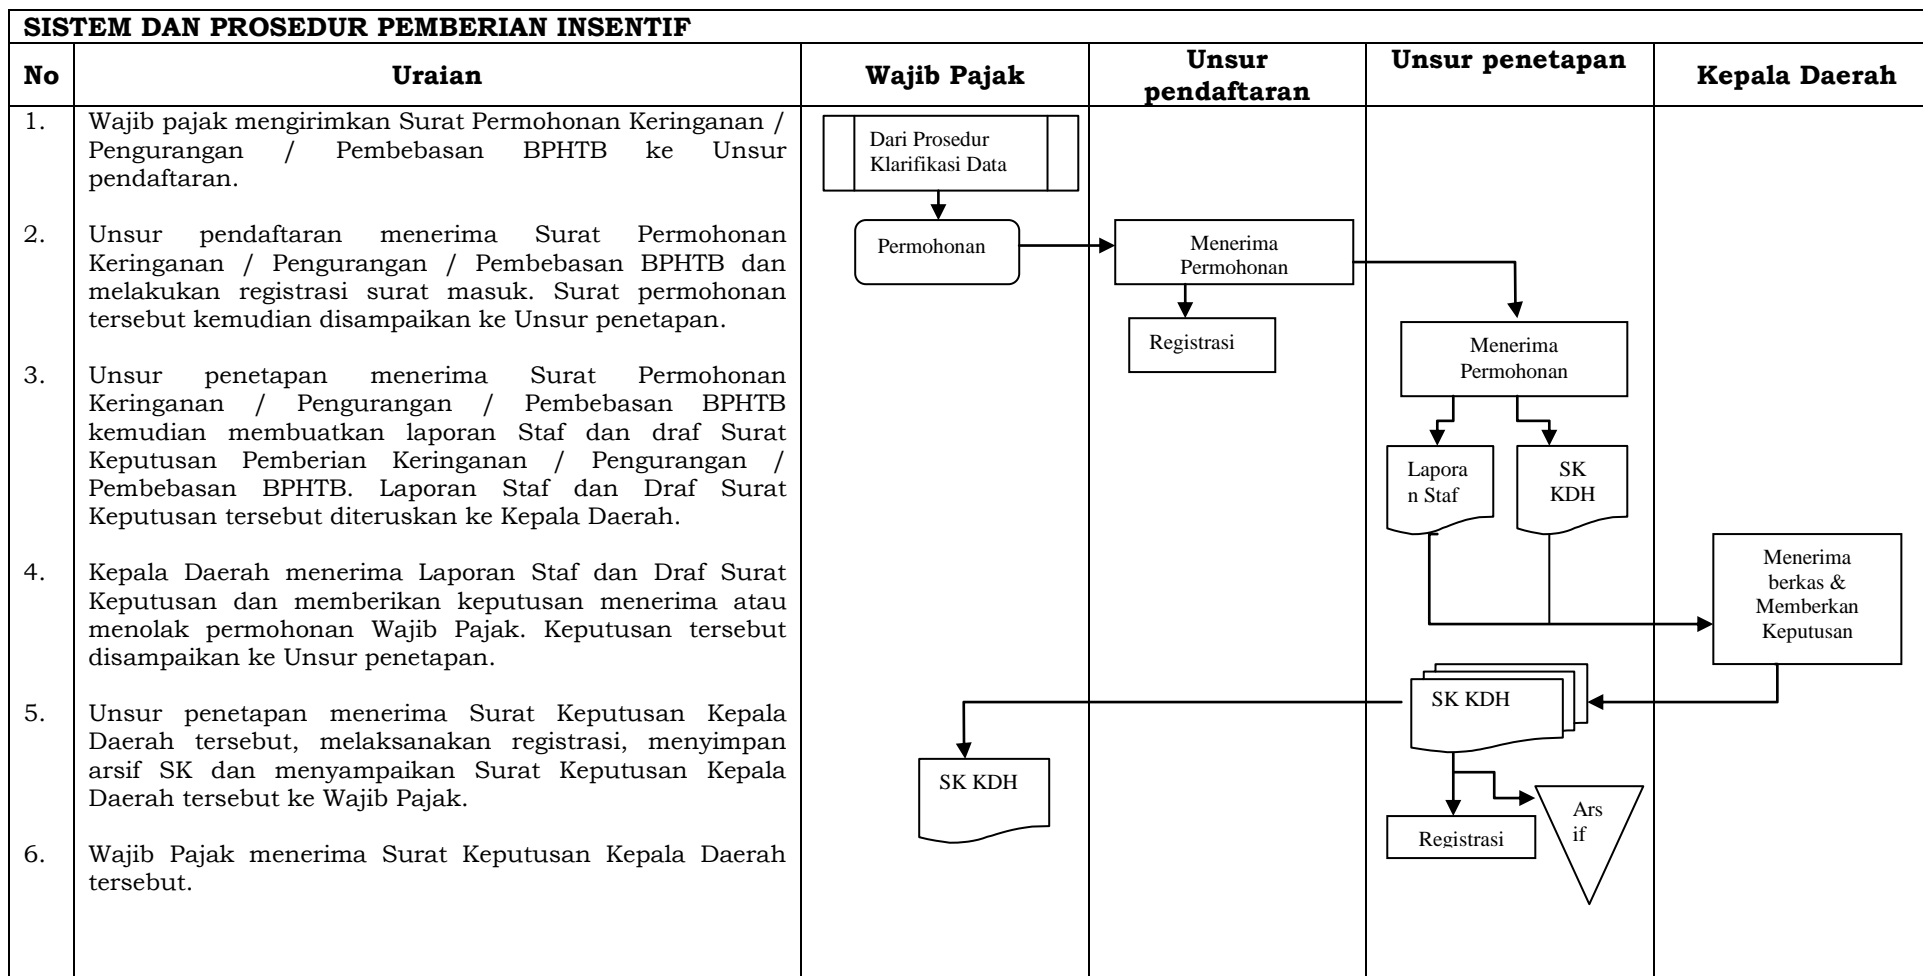 SISTEM DAN PROSEDUR PEMBERIAN INSENTIF
No
Uraian
Wajib Pajak
Unsur
pendaftaran
Unsur penetapan
Kepala Daerah
1.
Wajib pajak mengirimkan Surat Permohonan Keringanan /
Pengurangan / Pembebasan BPHTB ke Unsur
pendaftaran.
2.
Unsur pendaftaran menerima Surat Permohonan
Keringanan / Pengurangan / Pembebasan BPHTB dan
melakukan registrasi surat masuk. Surat permohonan
tersebut kemudian disampaikan ke Unsur penetapan.
3.
Unsur penetapan menerima Surat Permohonan
Keringanan / Pengurangan / Pembebasan BPHTB
kemudian membuatkan laporan Staf dan draf Surat
Keputusan Pemberian Keringanan / Pengurangan /
Pembebasan BPHTB. Laporan Staf dan Draf Surat
Keputusan tersebut diteruskan ke Kepala Daerah.
4.
Kepala Daerah menerima Laporan Staf dan Draf Surat
Keputusan dan memberikan keputusan menerima atau
menolak permohonan Wajib Pajak. Keputusan tersebut
disampaikan ke Unsur penetapan.
5.
Unsur penetapan menerima Surat Keputusan Kepala
Daerah tersebut, melaksanakan registrasi, menyimpan
arsif SK dan menyampaikan Surat Keputusan Kepala
Daerah tersebut ke Wajib Pajak.
6.
Wajib Pajak menerima Surat Keputusan Kepala Daerah
tersebut.
Dari Prosedur
Klarifikasi Data
Permohonan
Menerima
Permohonan
Registrasi
Menerima
Permohonan
Lapora
n Staf
SK
KDH
Menerima
berkas &
Memberkan
Keputusan
SK KDH
SK KDH
Registrasi
Ars
if